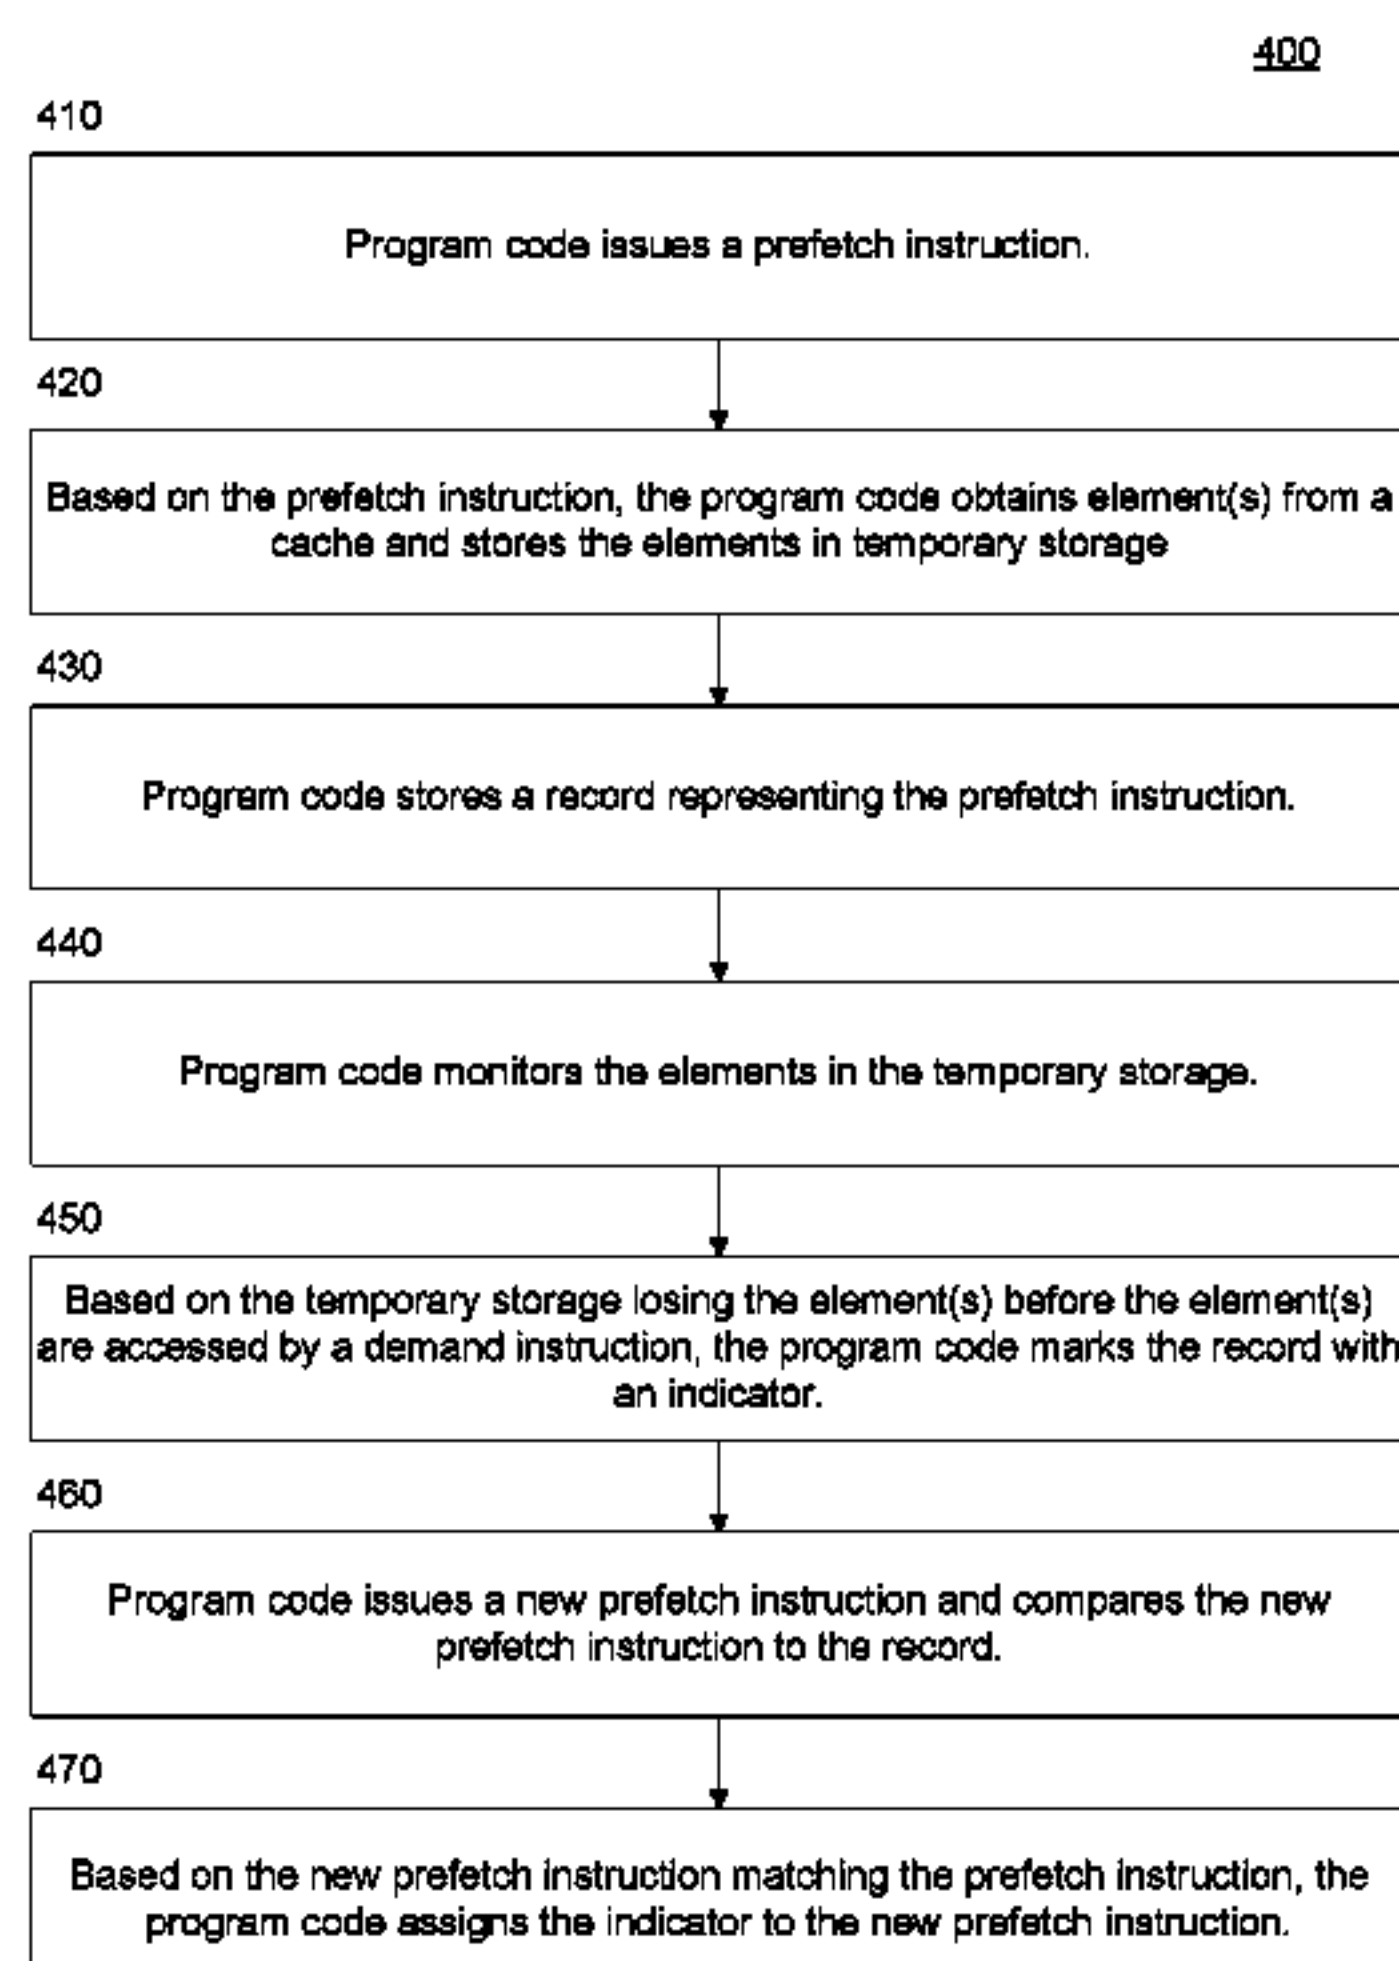 400
410
Program code issues a prefetch instruction.
420
Based on the prefetch instruction, the program code obtains element(s) from a
cache and stores the elements in temporary storage
430
Program code stores a record representing the prefetch instruction.
440
Program code monitors the elements in the temporary storage.
450
Based on the temporary storage losing the element(s) before the element(s)
are accessed by a demand instruction, the program code marks the record with
an indicator.
460
Program code issues a new prefetch instruction and compares the new
prefetch instruction to the record.
470
Based on the new prefetch instruction matching the prefetch instruction, the
program code assigns the indicator to the new prefetch instruction.